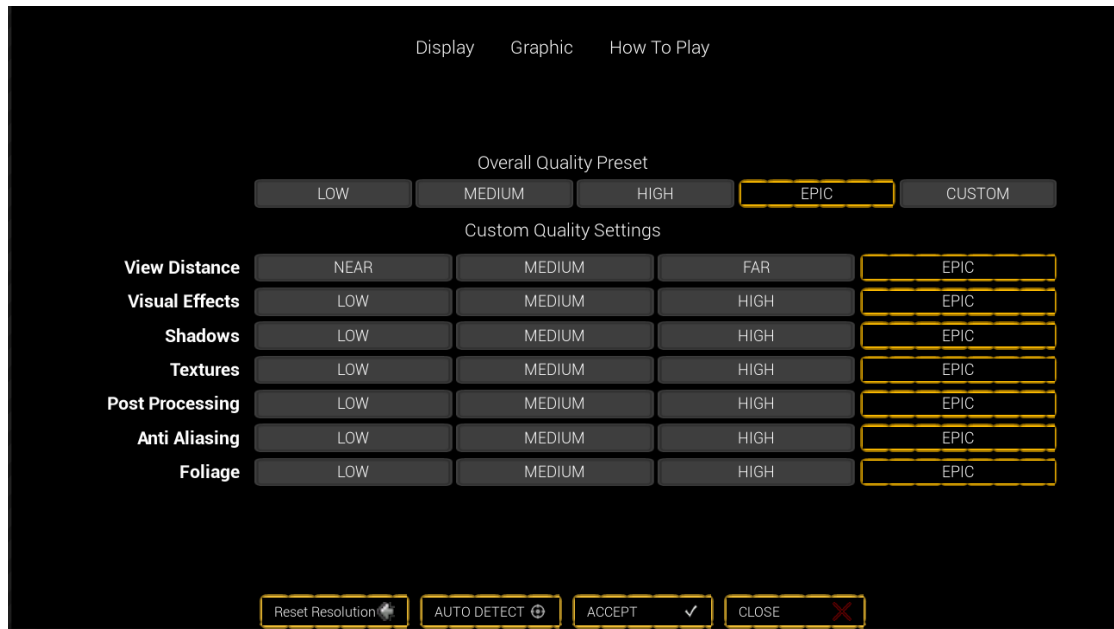 Display Graphic How To Play
Overall Quality Preset
LOW MEDIUM HIGH EPIC CUSTOM
Custom Quality Settings
View Distance NEAR MEDIUM FAR EPIC
Visual Effects LOW MEDIUM HIGH EPIC
Shadows LOW MEDIUM HIGH EPIC
Textures LOW MEDIUM HIGH EPIC
Post Processing LOW MEDIUM HIGH EPIC
Anti Aliasing LOW MEDIUM HIGH EPIC
Foliage LOW MEDIUM HIGH EPIC
Reset Resolution AUTO DETECT ACCEPT CLOSE